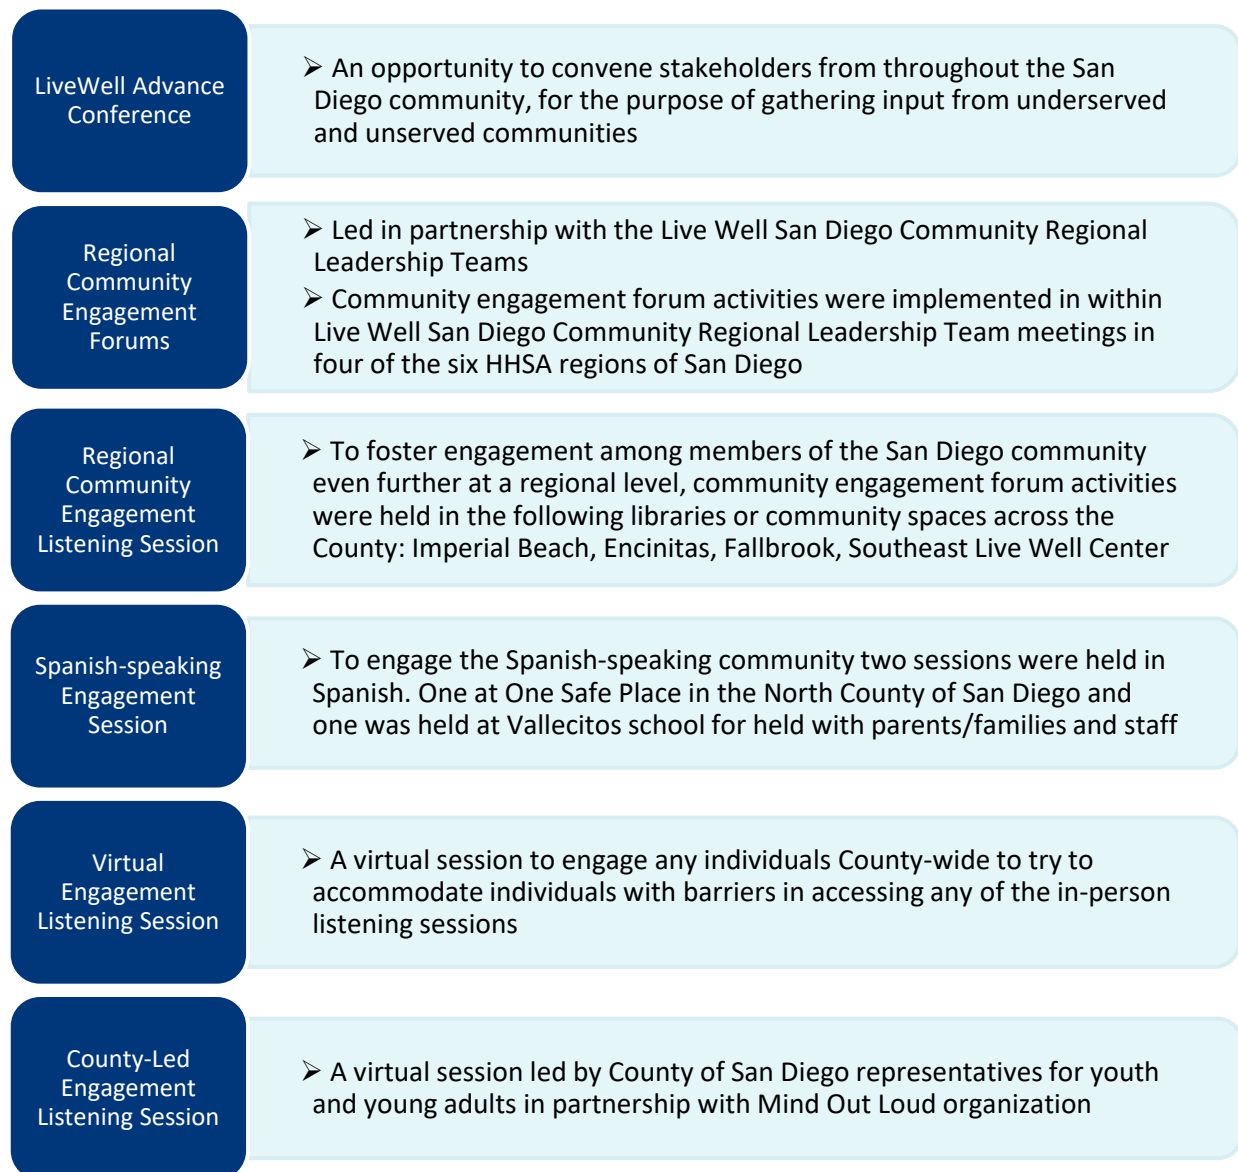 LiveWell Advance
Conference
➢ An opportunity to convene stakeholders from throughout the San
Diego community, for the purpose of gathering input from underserved
and unserved communities
Regional
Community
Engagement
Forums
➢ Led in partnership with the Live Well San Diego Community Regional
Leadership Teams
➢ Community engagement forum activities were implemented in within
Live Well San Diego Community Regional Leadership Team meetings in
four of the six HHSA regions of San Diego
Regional
Community
Engagement
Listening Session
➢ To foster engagement among members of the San Diego community
even further at a regional level, community engagement forum activities
were held in the following libraries or community spaces across the
County: Imperial Beach, Encinitas, Fallbrook, Southeast Live Well Center
Spanish-speaking
Engagement
Session
➢ To engage the Spanish-speaking community two sessions were held in
Spanish. One at One Safe Place in the North County of San Diego and
one was held at Vallecitos school for held with parents/families and staff
Virtual
Engagement
Listening Session
➢ A virtual session to engage any individuals County-wide to try to
accommodate individuals with barriers in accessing any of the in-person
listening sessions
County-Led
Engagement
Listening Session
➢ A virtual session led by County of San Diego representatives for youth
and young adults in partnership with Mind Out Loud organization